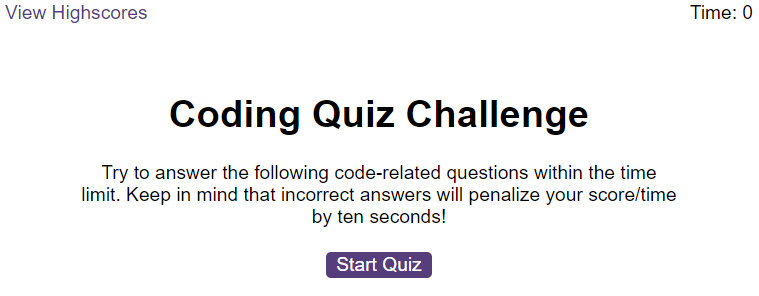 View Highscores
Time: 0
Coding Quiz Challenge
Try to answer the following code-related questions within the time
limit. Keep in mind that incorrect answers will penalize your score/time
by ten seconds!
Start Quiz